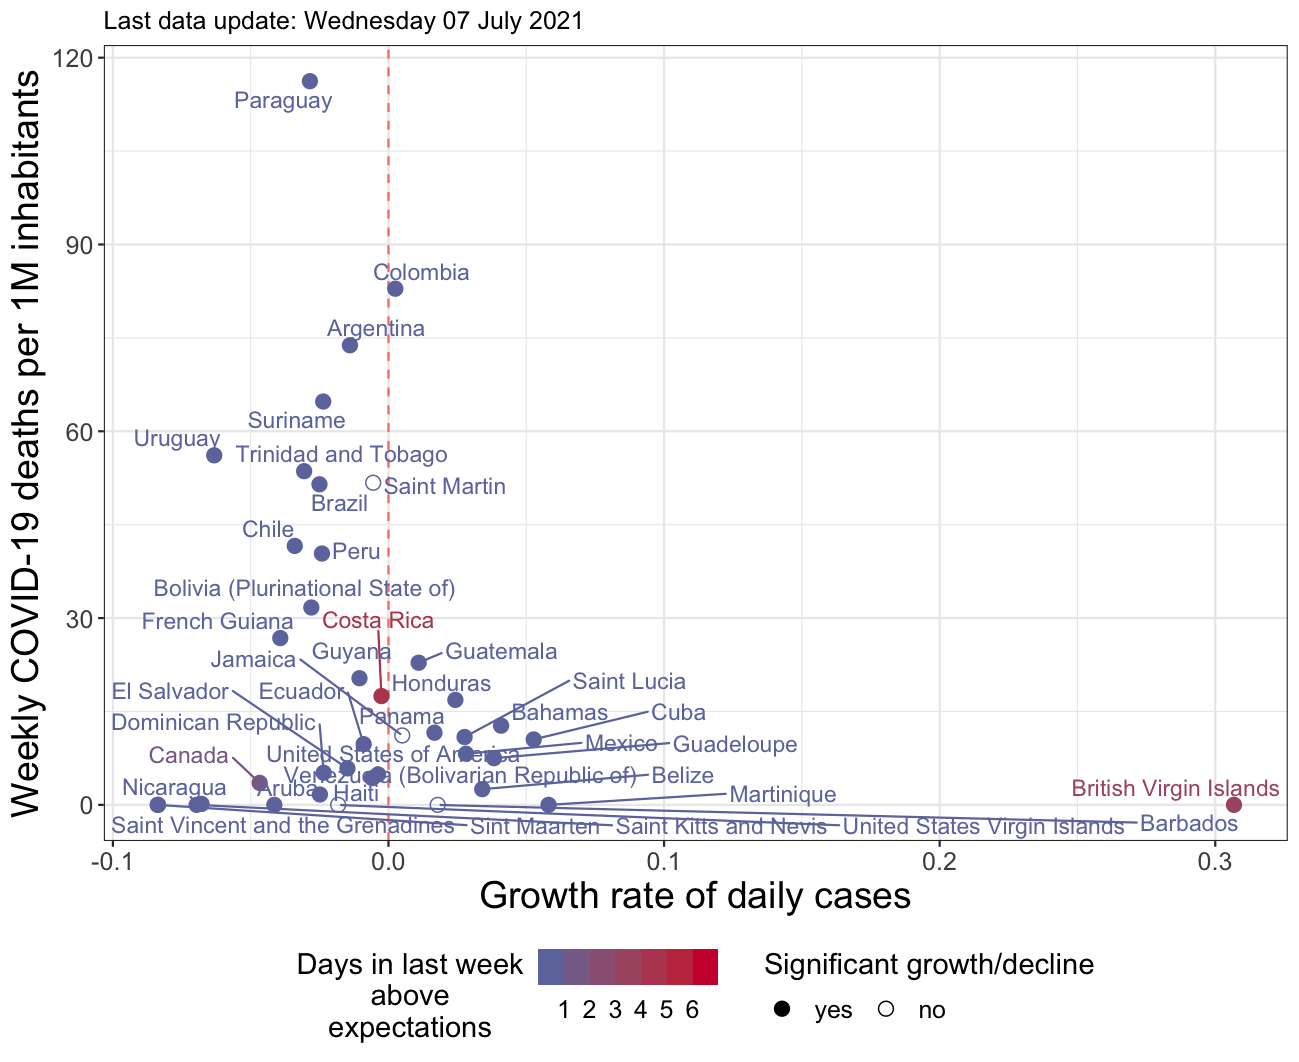 Last data update: Wednesday 07 July 2021
Weekly COVID-19 deaths per 1M inhabitants
120
90
60
30
0
Paraguay
Colombia
Argentina
Suriname
Uruguay
Trinidad and Tobago
Saint Martin
Brazil
Chile
Peru
Bolivia (Plurinational State of)
French Guiana
Costa Rica
Jamaica
Guyana
Guatemala
El Salvador
Ecuador
Honduras
Saint Lucia
Dominican Republic
Panama
Bahamas
Cuba
Canada
United States of America
Mexico
Guadeloupe
Venezuela (Bolivarian Republic of)
Belize
Nicaragua
Aruba
Haiti
Martinique
British Virgin Islands
Saint Vincent and the Grenadines
Sint Maarten
Saint Kitts and Nevis
United States Virgin Islands
Barbados
-0.1
0.0
0.1
0.2
0.3
Growth rate of daily cases
Days in last week
above
expectations
1 2 3 4 5 6
Significant growth/decline
yes
no